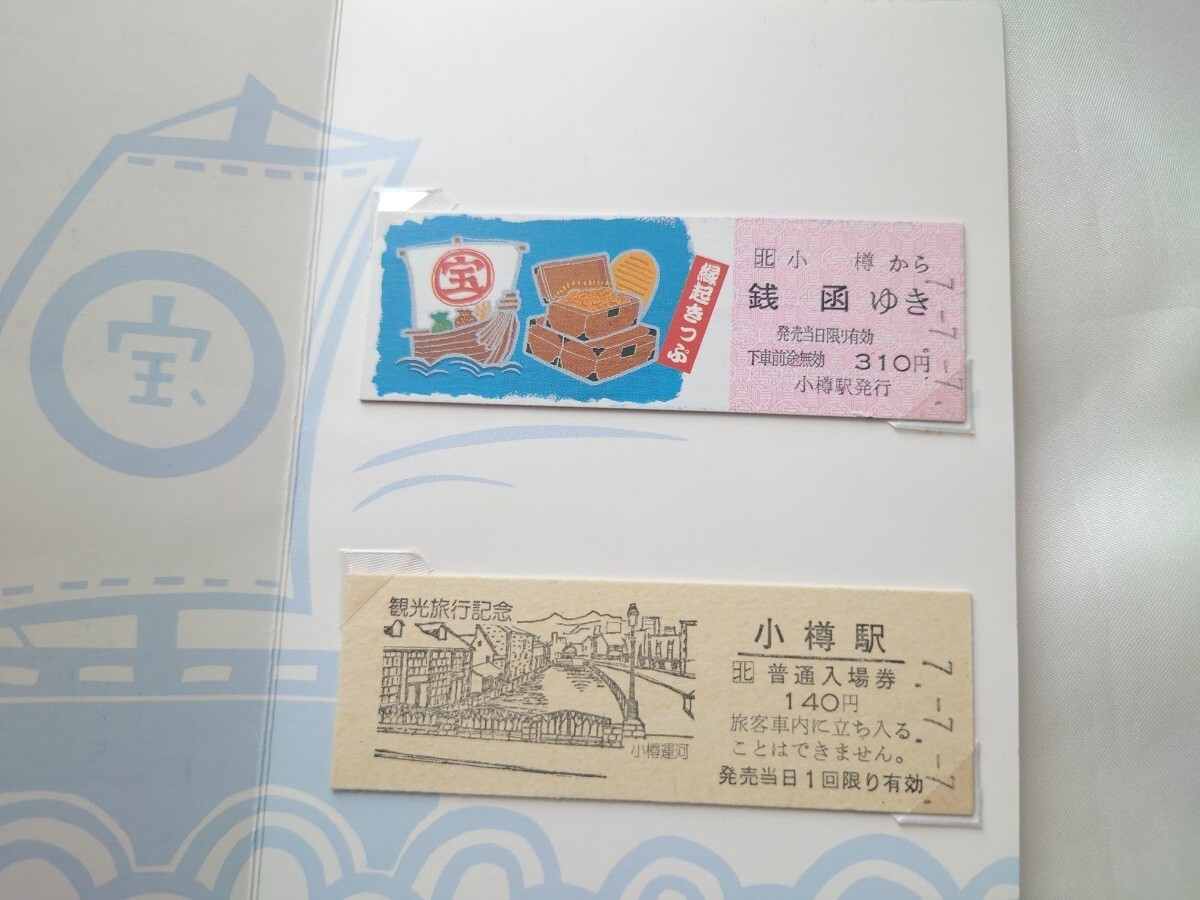 宝
宝
縁起きっぷ
北 小 樽 から
銭 函 ゆき
発売当日限り有効
下車前途無効 310円
小樽駅発行
7.-7.-7.
観光旅行記念
小樽運河
小樽駅
北 普通入場券
140円
旅客車内に立ち入る
ことはできません。
発売当日1回限り有効
7.-7.-7.